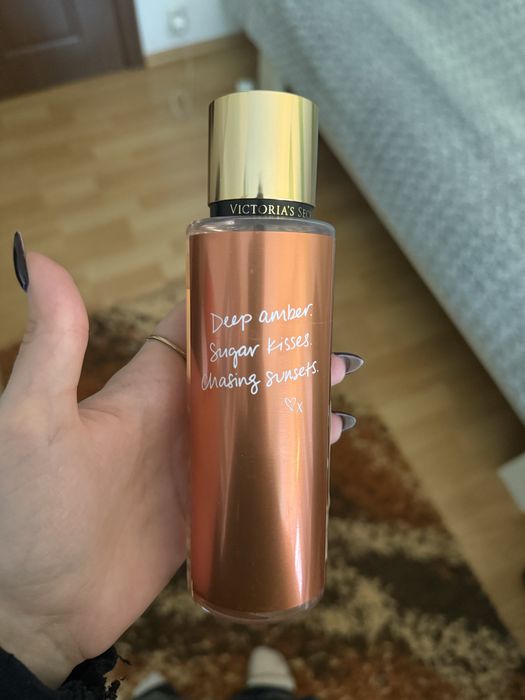 VICTORIA'S
Deep amber.
Sugar kisses.
Chasing sunsets.
x